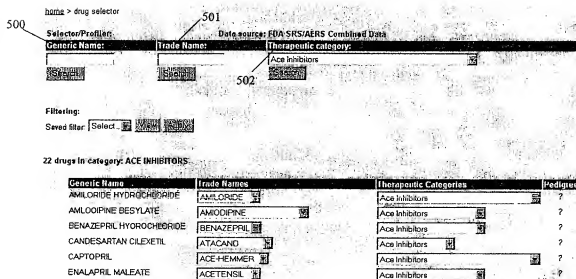 home > drug selector
500
501
Selector/Profiler: Data source: FDA SRS/AERS Combined Data
Generic Name: Trade Name: Therapeutic category:
Ace Inhibitors
Search Search Search
502
Filtering:
Saved filter: Select...
22 drugs in category: ACE INHIBITORS
Generic Name Trade Names Therapeutic Categories Pedigree
AMILORIDE HYDROCHLORIDE AMILORIDE Ace Inhibitors ?
AMLODIPINE BESYLATE AMIODIPINE Ace Inhibitors ?
BENAZEPRIL HYDROCHLORIDE BENAZEPRIL Ace Inhibitors ?
CANDESARTAN CILEXETIL ATACAND Ace Inhibitors ?
CAPTOPRIL ACE-HEMMER Ace Inhibitors ?
ENALAPRIL MALEATE ACETENSIL Ace Inhibitors ?